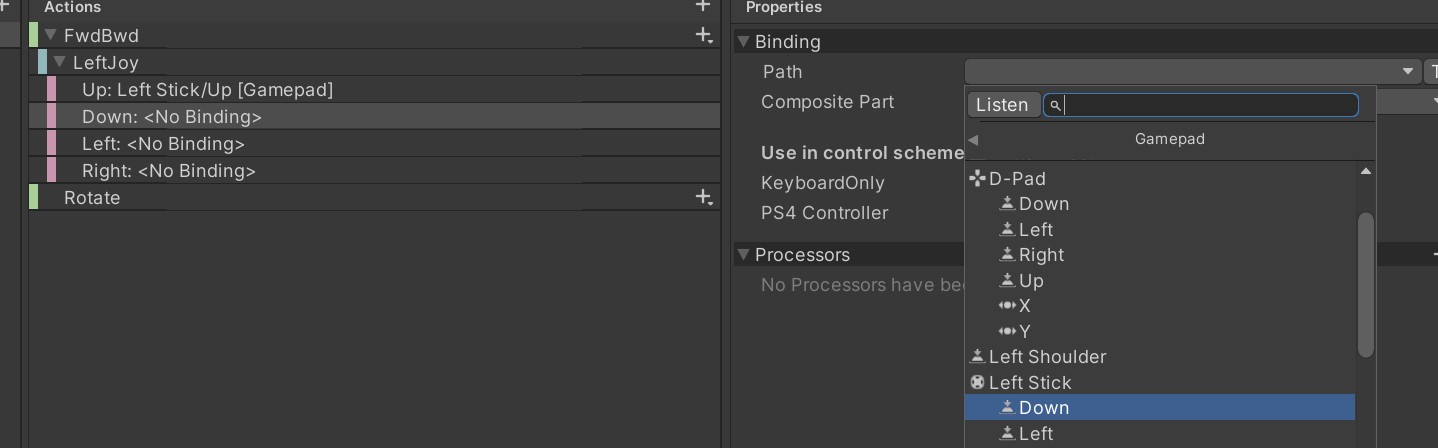 Actions
FwdBwd
LeftJoy
Up: Left Stick/Up [Gamepad]
Down: <No Binding>
Left: <No Binding>
Right: <No Binding>
Rotate
Properties
Binding
Path
T
Composite Part
Use in control scheme
KeyboardOnly
PS4 Controller
Processors
No Processors have be
Listen
Gamepad
D-Pad
Down
Left
Right
Up
X
Y
Left Shoulder
Left Stick
Down
Left